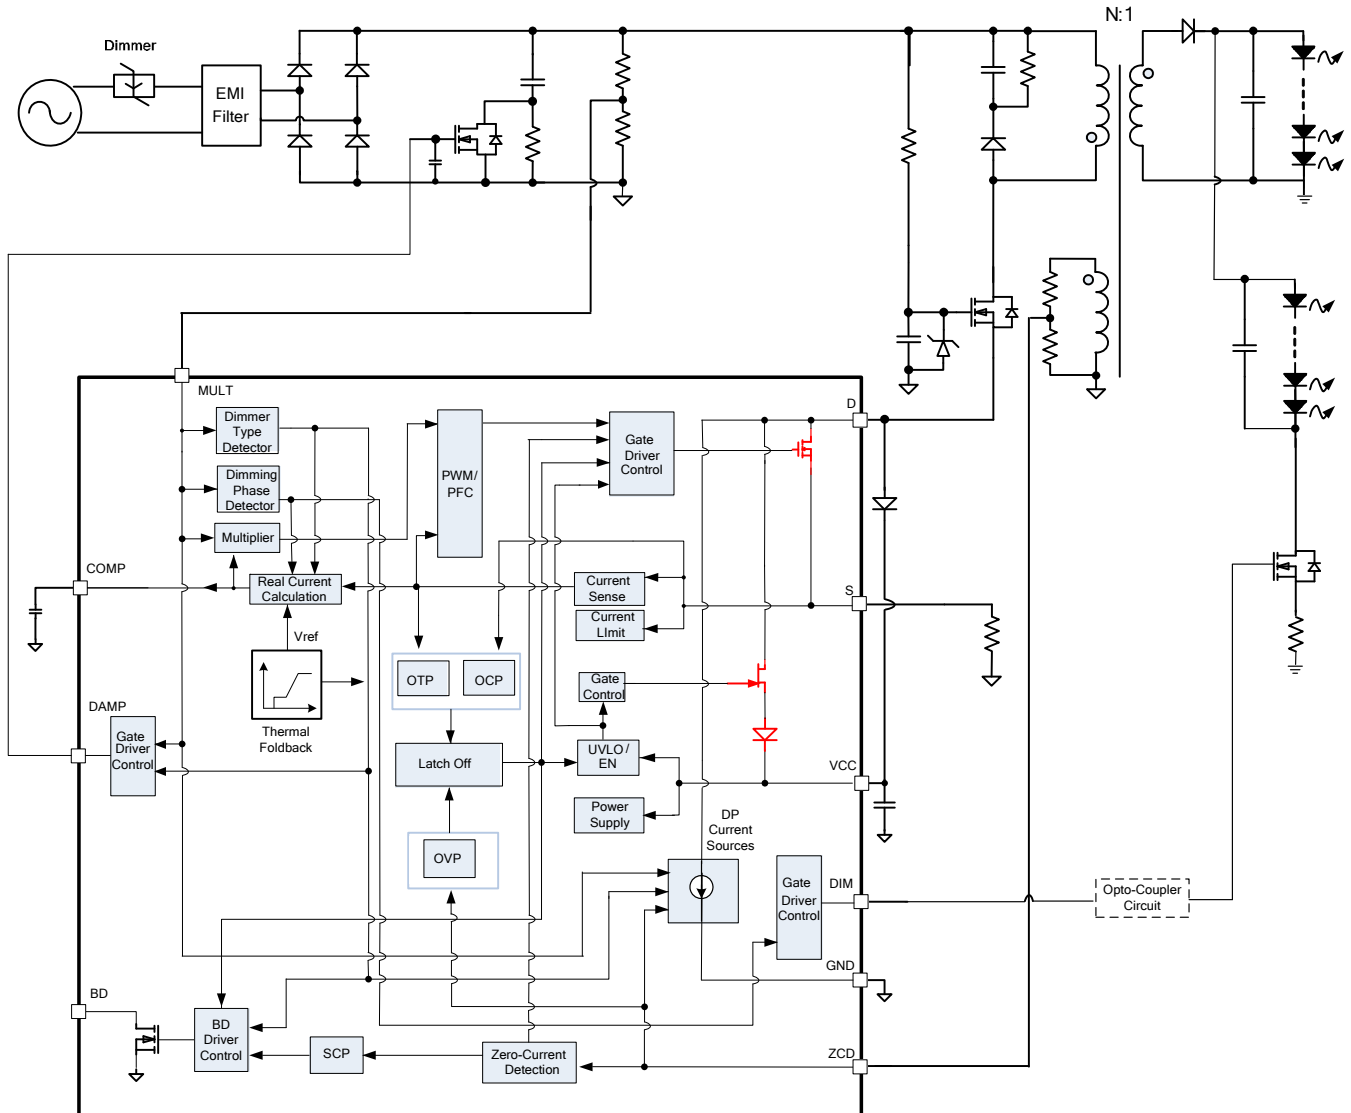 N:1
Dimmer
EMI
Filter
MULT
Dimmer
Type
Detector
Dimming
Phase
Detector
Multiplier
PWM/
PFC
Gate
Driver
Control
D
COMP
Real Current
Calculation
Current
Sense
Current
LImit
S
Vref
Thermal
Foldback
OTP
OCP
Gate
Control
DAMP
Gate
Driver
Control
Latch Off
UVLO /
EN
VCC
Power
Supply
DP
Current
Sources
OVP
Gate
Driver
Control
DIM
Opto-Coupler
Circuit
GND
BD
BD
Driver
Control
SCP
Zero-Current
Detection
ZCD